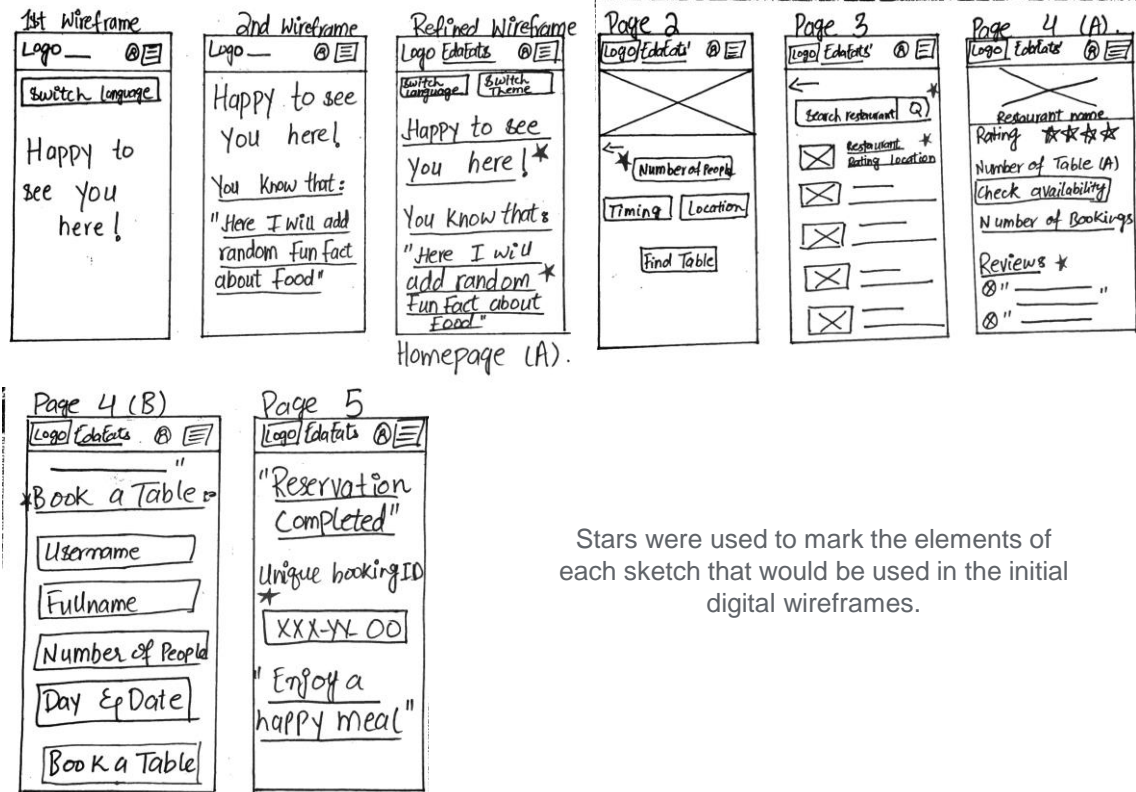 1st Wireframe
Logo
Switch Language
Happy to
see you
here!
2nd Wireframe
Logo
Happy to see
you here!
You Know that:
"Here I will add
random Fun Fact
about Food"
Refined Wireframe
Logo EdaEats
Switch
Language
Switch
Theme
Happy to see
you here!
You Know that:
"Here I will
add random
Fun Fact about
Food"
Homepage (A).
Page 2
Logo EdaEats'
Number of People
Timing
Location
Find Table
Page 3
Logo EdaEats'
Search restaurant Q
Restaurant
Rating Location
Page 4 (A).
Logo EdaEats
Restaurant name
Rating
Number of Table (A)
Check availability
Number of Bookings
Reviews
" "
"
Page 4 (B)
Logo EdaEats
"
Book a Table
Username
Fullname
Number of People
Day & Date
Book a Table
Page 5
Logo EdaEats
"Reservation
Completed"
Unique booking ID
XXX-YY-OO
"Enjoy a
happy meal"
Stars were used to mark the elements of
each sketch that would be used in the initial
digital wireframes.